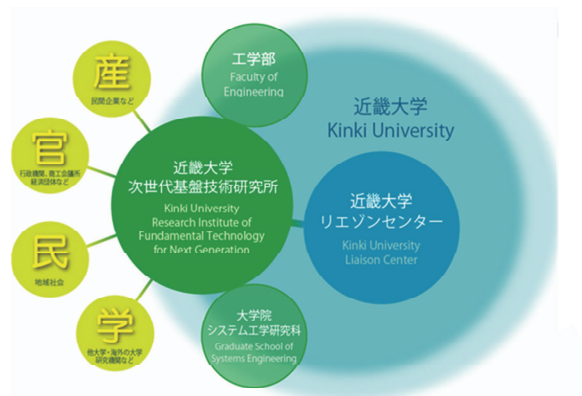 産
民間企業など
官
行政機関、商工会議所
経済団体など
民
地域社会
学
他大学・海外の大学
研究機関など
工学部
Faculty of
Engineering
近畿大学
次世代基盤技術研究所
Kinki University
Research Institute of
Fundamental Technology
for Next Generation
大学院
システム工学研究科
Graduate School of
Systems Engineering
近畿大学
Kinki University
近畿大学
リエゾンセンター
Kinki University
Liaison Center